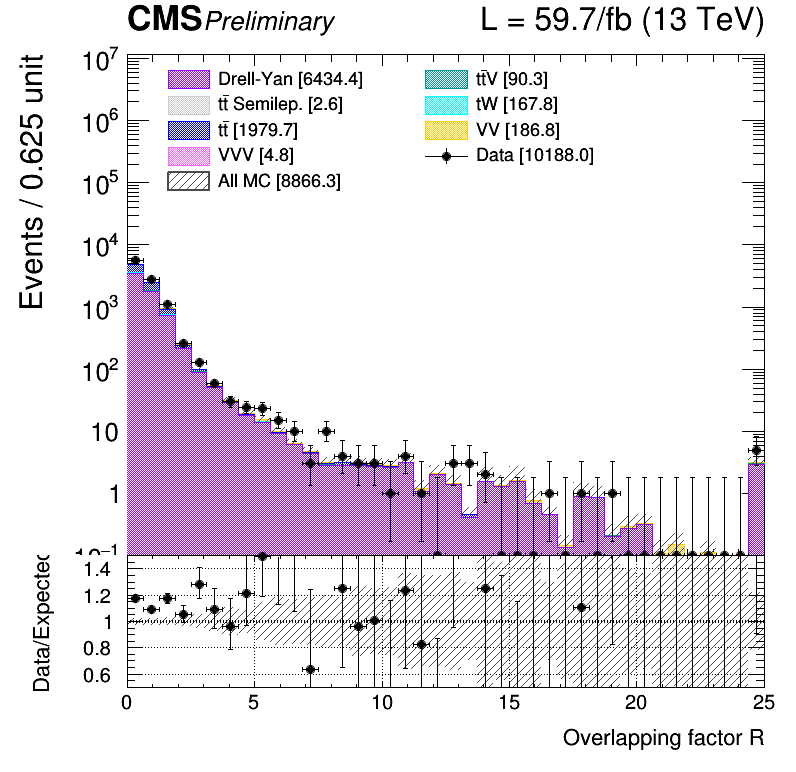 CMS Preliminary L = 59.7/fb (13 TeV)
Events / 0.625 unit
10⁷
10⁶
10⁵
10⁴
10³
10²
10
1
10⁻¹
Drell-Yan [6434.4]
tt̄ Semilep. [2.6]
tt̄ [1979.7]
VVV [4.8]
All MC [8866.3]
tt̄V [90.3]
tW [167.8]
VV [186.8]
Data [10188.0]
Data/Expected
1.4
1.2
1
0.8
0.6
0 5 10 15 20 25
Overlapping factor R